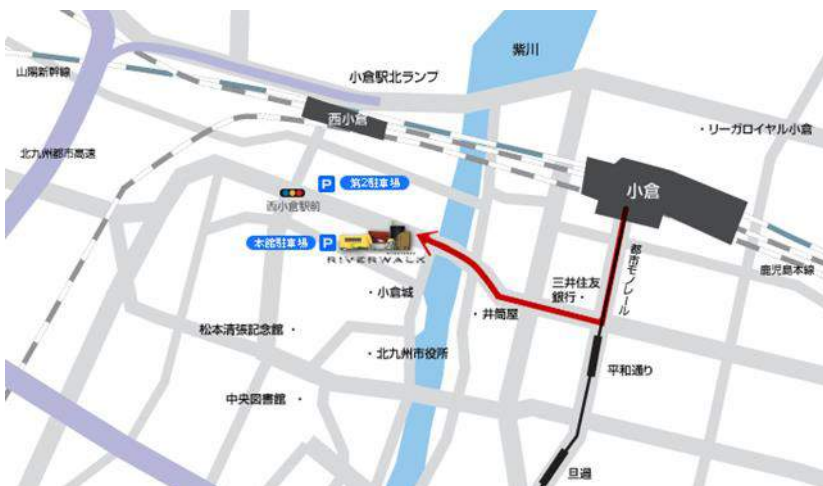 紫川
山陽新幹線
小倉駅北ランプ
西小倉
・リーガロイヤル小倉
北九州都市高速
P 第2駐車場
小倉
西小倉駅前
本館駐車場 P
RIVERWALK
都市モノレール
鹿児島本線
三井住友
銀行・
・小倉城
・井筒屋
松本清張記念館・
・北九州市役所
平和通り
中央図書館・
旦過